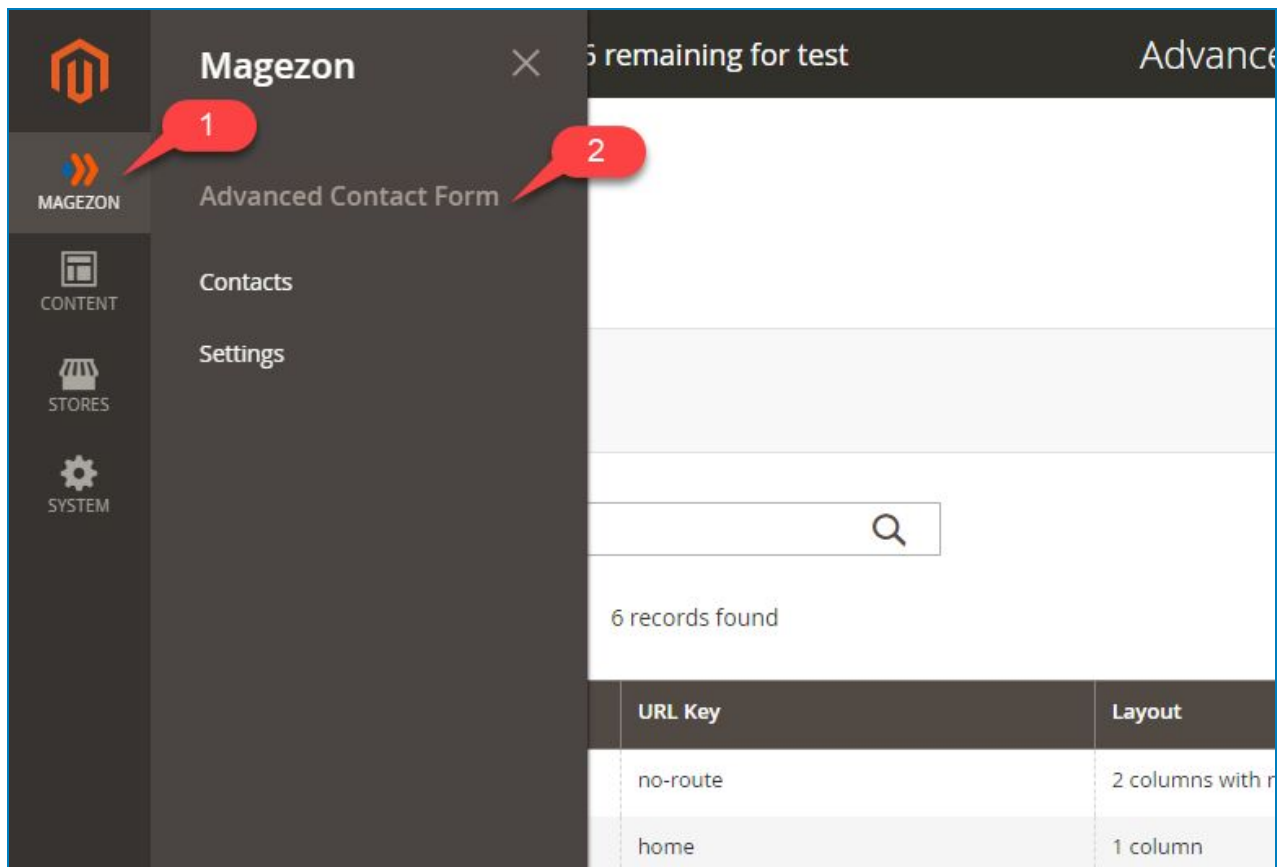 Magezon
remaining for test
Advance
1
2
MAGEZON
Advanced Contact Form
CONTENT
Contacts
STORES
Settings
SYSTEM
6 records found
URL Key
Layout
no-route
2 columns with r
home
1 column